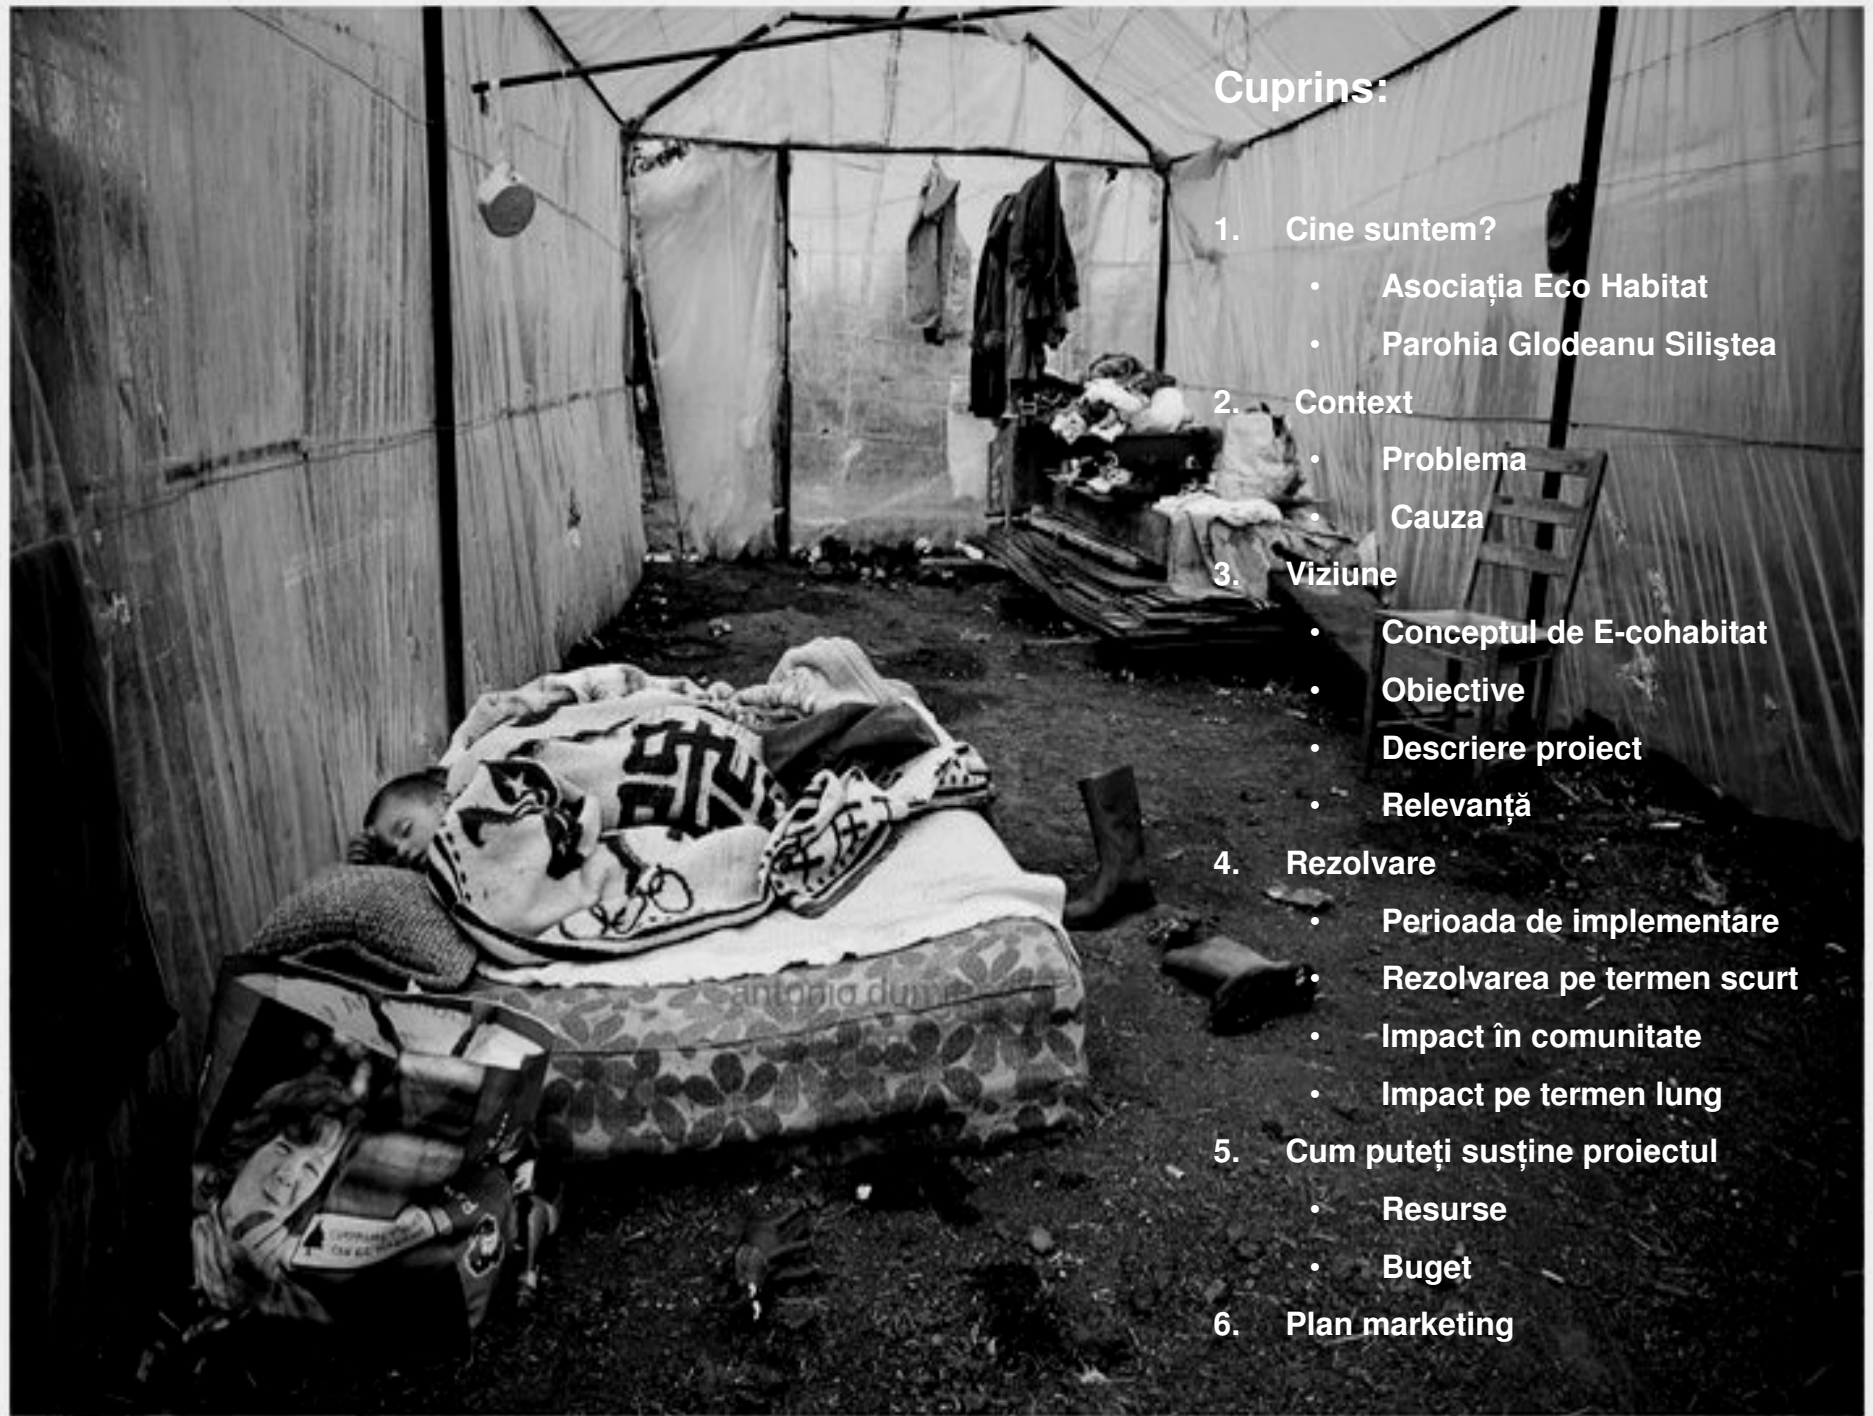 Cuprins:
1. Cine suntem?
• Asociația Eco Habitat
• Parohia Glodeanu Siliştea
2. Context
• Problema
• Cauza
3. Viziune
• Conceptul de E-cohabitat
• Obiective
• Descriere proiect
• Relevanță
4. Rezolvare
• Perioada de implementare
• Rezolvarea pe termen scurt
• Impact în comunitate
• Impact pe termen lung
5. Cum puteți susține proiectul
• Resurse
• Buget
6. Plan marketing
antonio